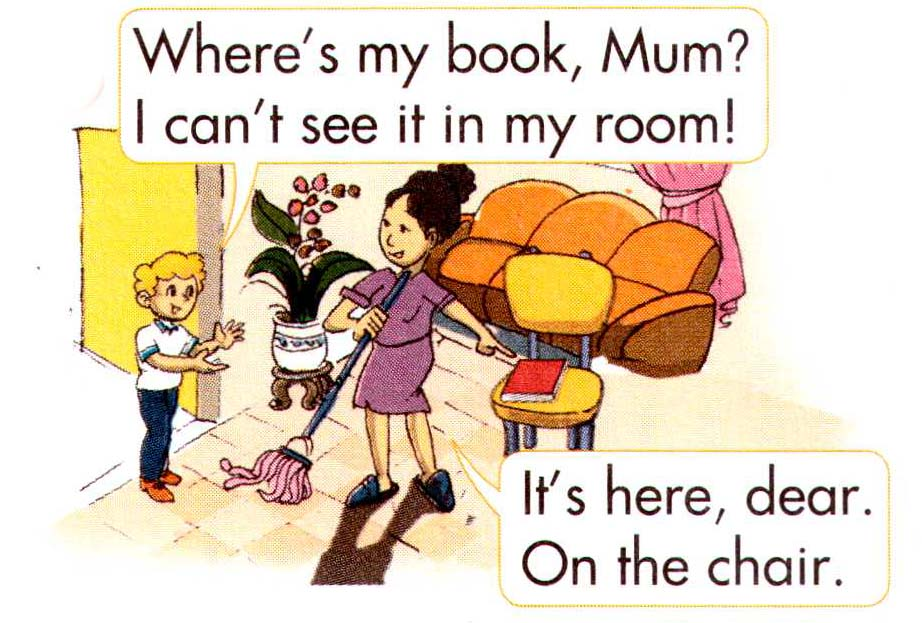 Where's my book, Mum?
I can't see it in my room!
It's here, dear.
On the chair.